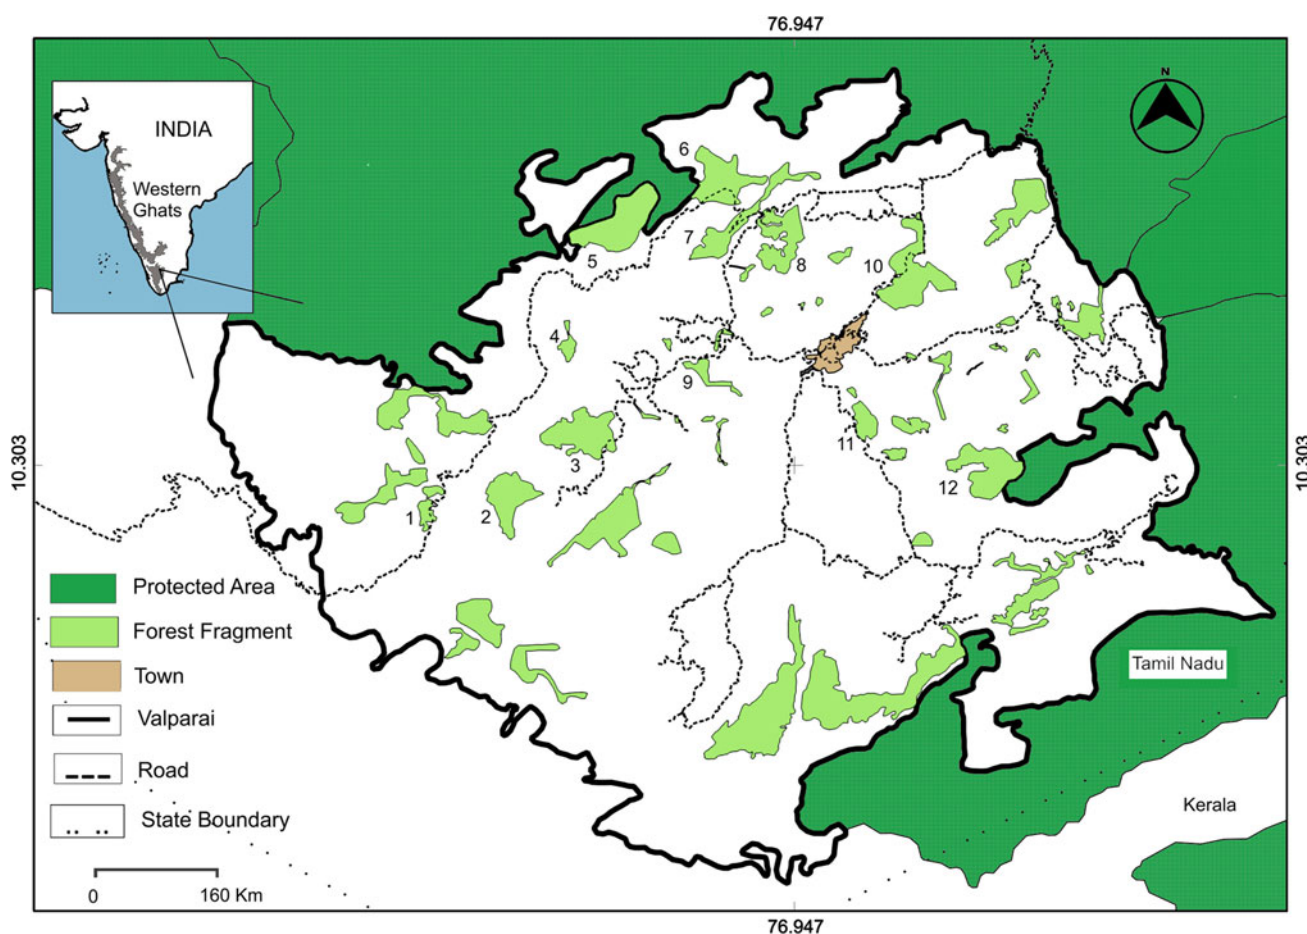 76.947
N
INDIA
Western
Ghats
6
7
5
8
10
4
9
11
3
12
2
1
10.303
10.303
Protected Area
Forest Fragment
Town
Valparai
Road
State Boundary
0
160 Km
Tamil Nadu
Kerala
76.947